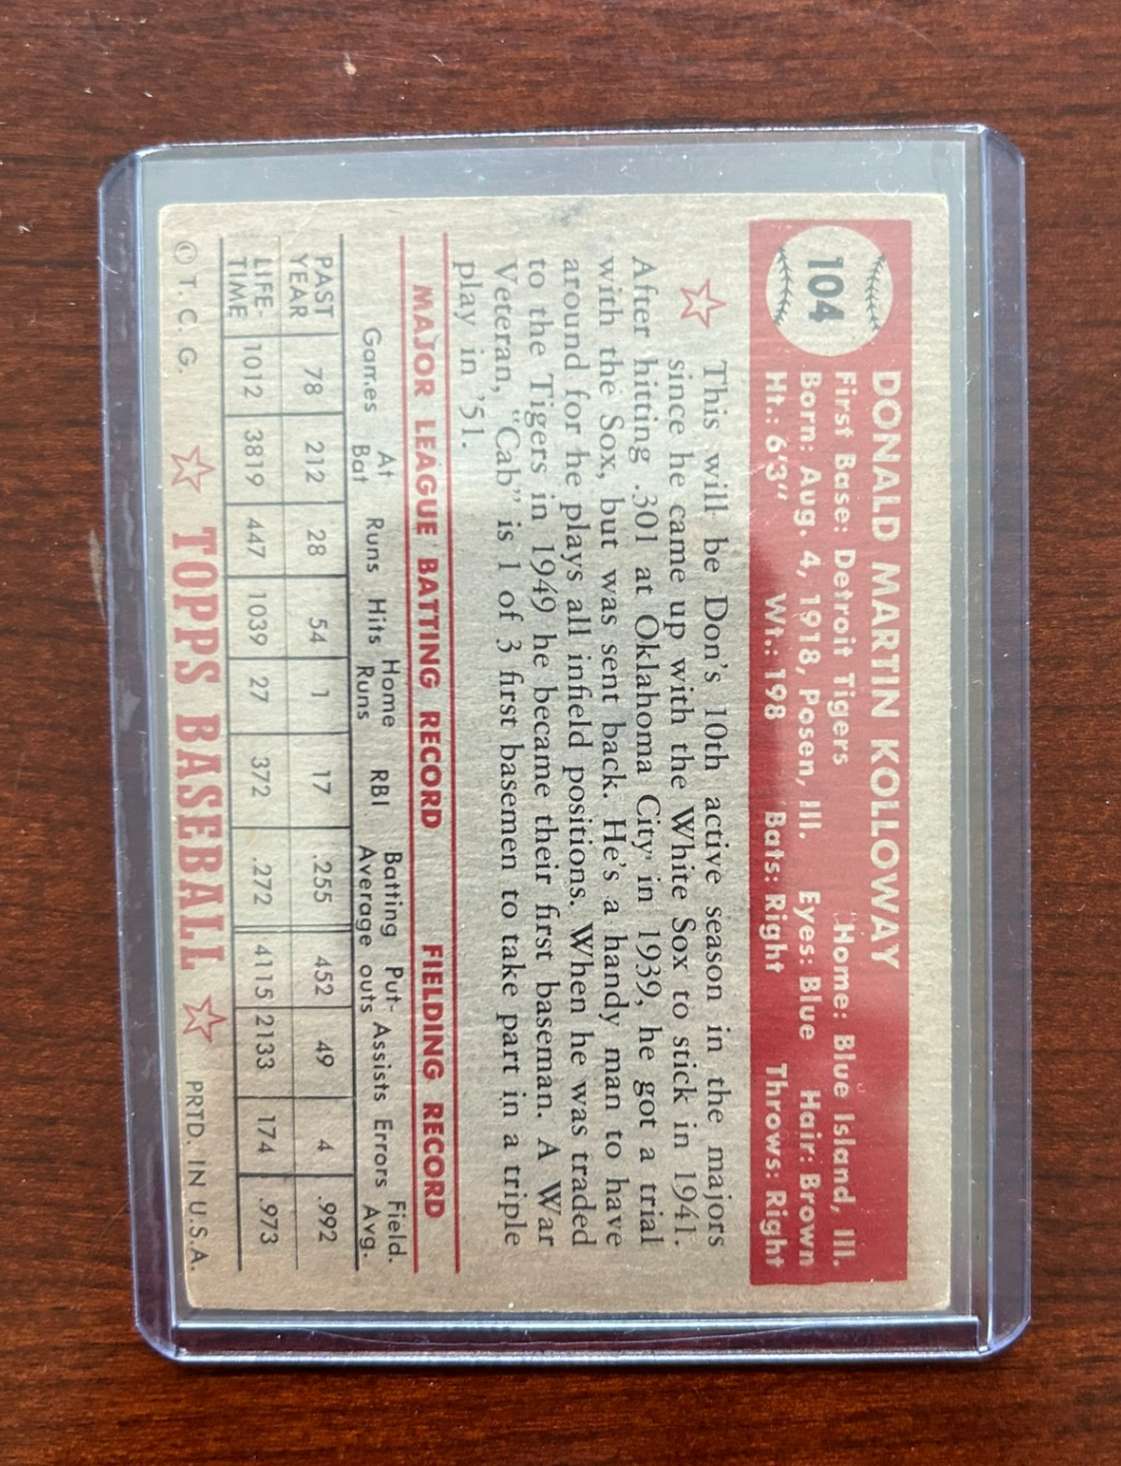 104
DONALD MARTIN KOLLOWAY
First Base: Detroit Tigers Home: Blue Island, Ill.
Born: Aug. 4, 1918, Posen, Ill. Eyes: Blue Hair: Brown
Ht.: 6'3" Wt.: 198 Bats: Right Throws: Right
This will be Don's 10th active season in the majors
since he came up with the White Sox to stick in 1941.
After hitting .301 at Oklahoma City in 1939, he got a trial
with the Sox, but was sent back. He's a handy man to have
around for he plays all infield positions. When he was traded
to the Tigers in 1949 he became their first baseman. A War
Veteran, "Cab" is 1 of 3 first basemen to take part in a triple
play in '51.
MAJOR LEAGUE BATTING RECORD FIELDING RECORD
Games At Bat Runs Hits Home Runs RBI Batting Average Put-outs Assists Errors Field. Avg.
PAST YEAR 78 212 28 54 1 17 .255 452 49 4 .992
LIFE-TIME 1012 3819 447 1039 27 372 .272 4115 2133 174 .973
© T. C. G. TOPPS BASEBALL PRTD. IN U.S.A.